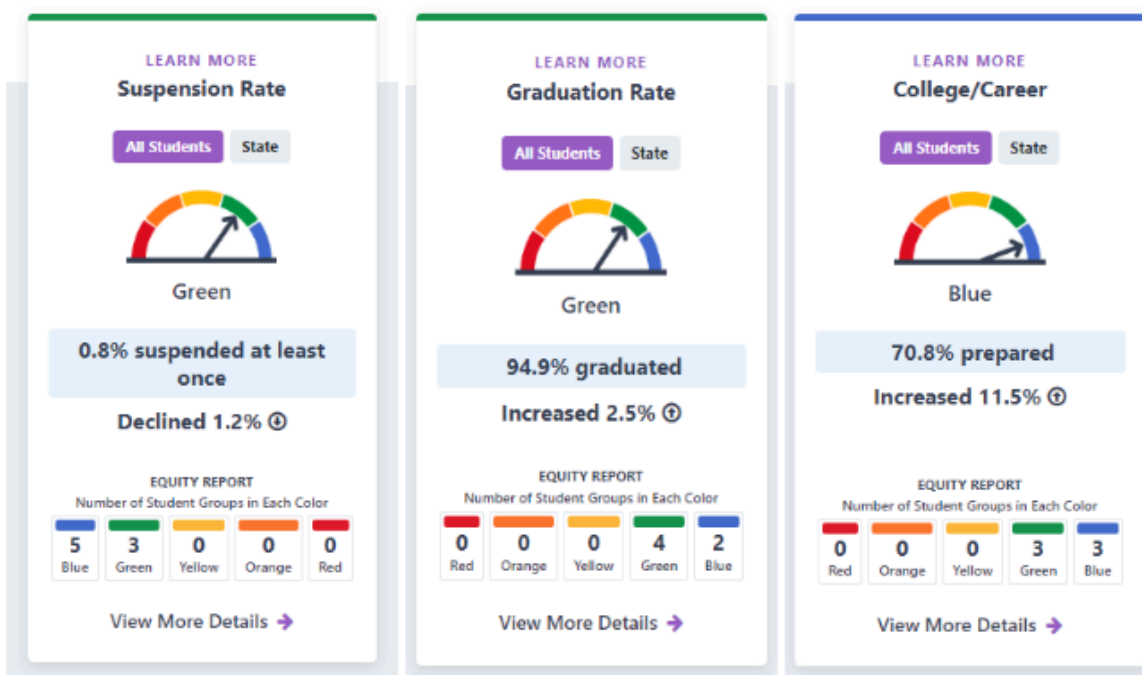 LEARN MORE
Suspension Rate
All Students State
Green
0.8% suspended at least
once
Declined 1.2%
EQUITY REPORT
Number of Student Groups in Each Color
5 3 0 0 0
Blue Green Yellow Orange Red
View More Details
LEARN MORE
Graduation Rate
All Students State
Green
94.9% graduated
Increased 2.5%
EQUITY REPORT
Number of Student Groups in Each Color
0 0 0 4 2
Red Orange Yellow Green Blue
View More Details
LEARN MORE
College/Career
All Students State
Blue
70.8% prepared
Increased 11.5%
EQUITY REPORT
Number of Student Groups in Each Color
0 0 0 3 3
Red Orange Yellow Green Blue
View More Details